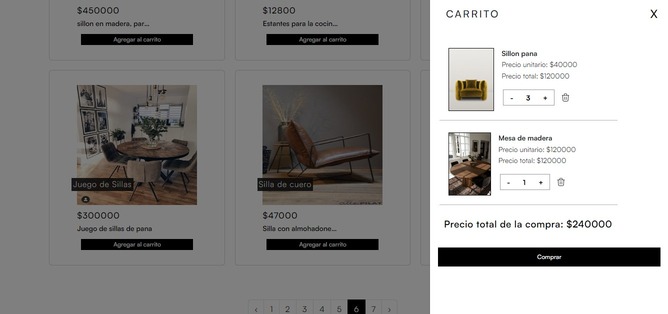 $450000
sillon en madera. par...
Agregar al carrito
$12800
Estantes para la cocin...
Agregar al carrito
Juego de Sillas
$300000
Juego de sillas de pana
Agregar al carrito
Silla de cuero
$47000
Silla con almohadone...
Agregar al carrito
‹ 1 2 3 4 5 6 7 ›
CARRITO
X
Sillon pana
Precio unitario: $40000
Precio total: $120000
- 3 +
Mesa de madera
Precio unitario: $120000
Precio total: $120000
- 1 +
Precio total de la compra: $240000
Comprar